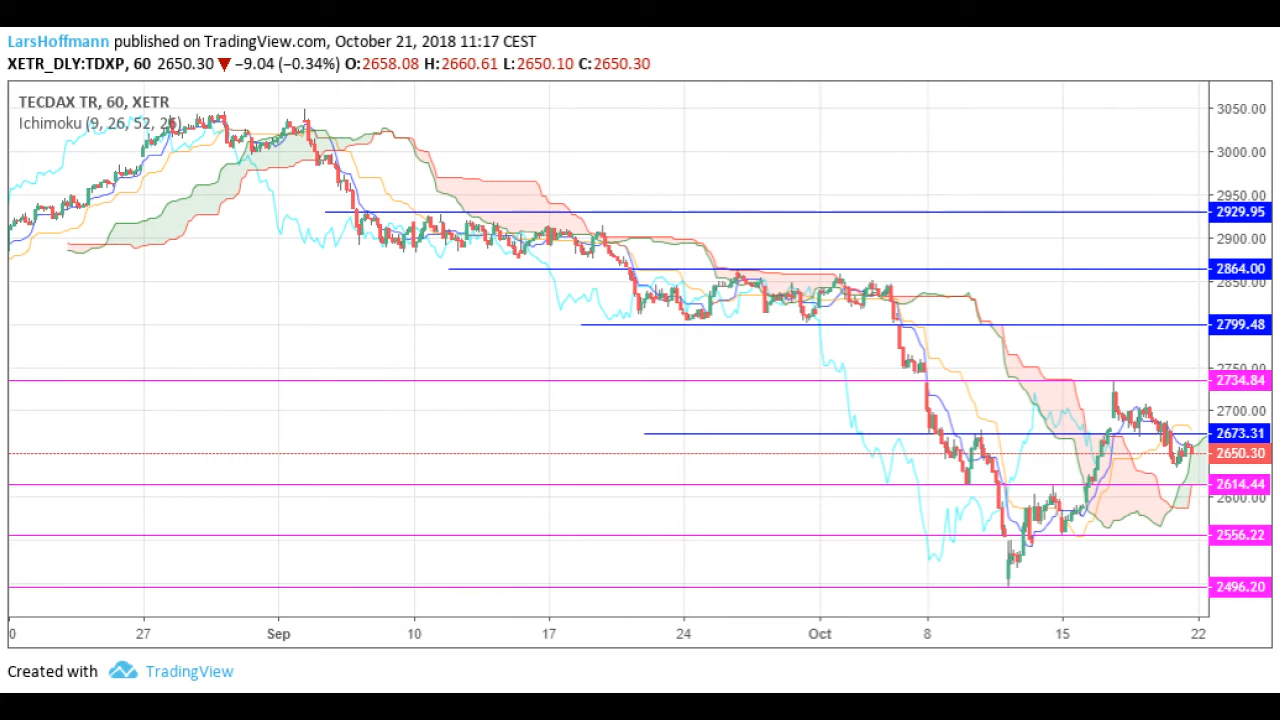 LarsHoffmann published on TradingView.com, October 21, 2018 11:17 CEST
XETR_DLY:TDXP, 60 2650.30 ▼ −9.04 (−0.34%) O:2658.08 H:2660.61 L:2650.10 C:2650.30
TECDAX TR, 60, XETR
Ichimoku (9, 26, 52, 26)
3050.00
3000.00
2950.00
2929.95
2900.00
2864.00
2850.00
2799.48
2750.00
2734.84
2700.00
2673.31
2650.30
2614.44
2600.00
2556.22
2496.20
0 27 Sep 10 17 24 Oct 8 15 22
Created with TradingView